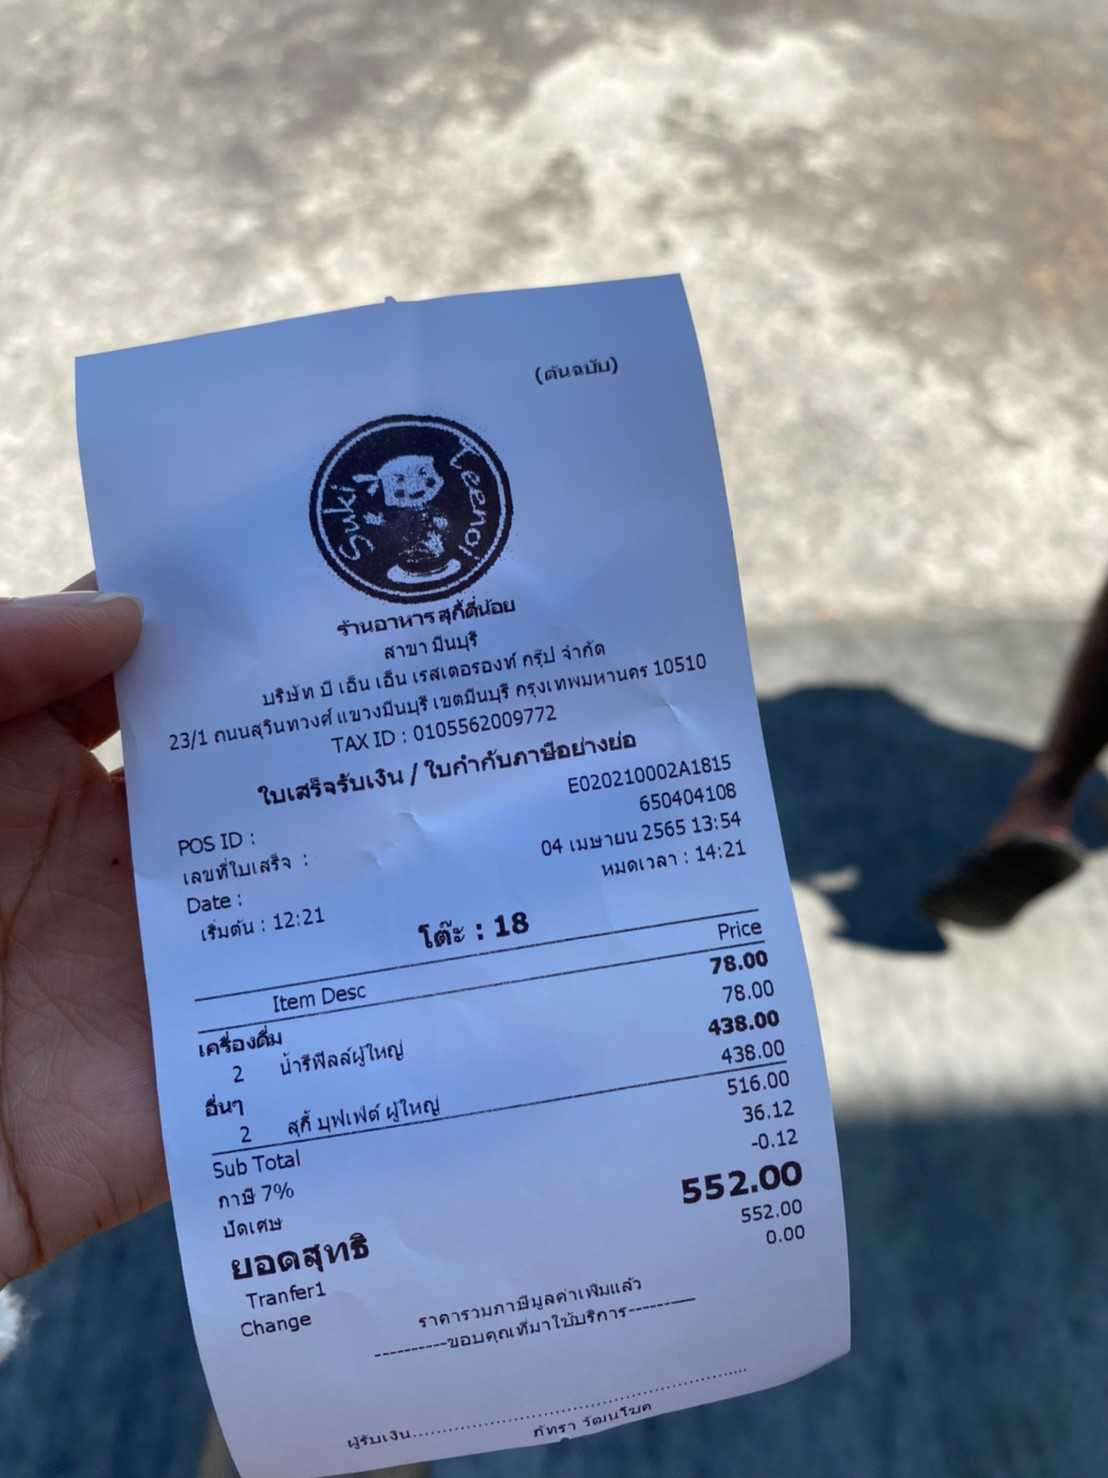 (ต้นฉบับ)
Suki Teenoi
ร้านอาหาร สุกี้ตี๋น้อย
สาขา มีนบุรี
บริษัท บี เอ็น เอ็น เรสเตอรองท์ กรุ๊ป จำกัด
23/1 ถนนสุวินทวงศ์ แขวงมีนบุรี เขตมีนบุรี กรุงเทพมหานคร 10510
TAX ID : 0105562009772
ใบเสร็จรับเงิน / ใบกำกับภาษีอย่างย่อ
POS ID : E020210002A1815
เลขที่ใบเสร็จ : 650404108
Date : 04 เมษายน 2565 13:54
เริ่มต้น : 12:21 หมดเวลา : 14:21
โต๊ะ : 18
Item Desc Price
เครื่องดื่ม 78.00
2 น้ำรีฟิลล์ผู้ใหญ่ 78.00
อื่นๆ 438.00
2 สุกี้ บุฟเฟต์ ผู้ใหญ่ 438.00
Sub Total 516.00
ภาษี 7% 36.12
ปัดเศษ -0.12
ยอดสุทธิ 552.00
Tranfer1 552.00
Change 0.00
ราคารวมภาษีมูลค่าเพิ่มแล้ว
----------ขอบคุณที่มาใช้บริการ----------
ผู้รับเงิน............................................................
ภัทรา วัฒนโชค